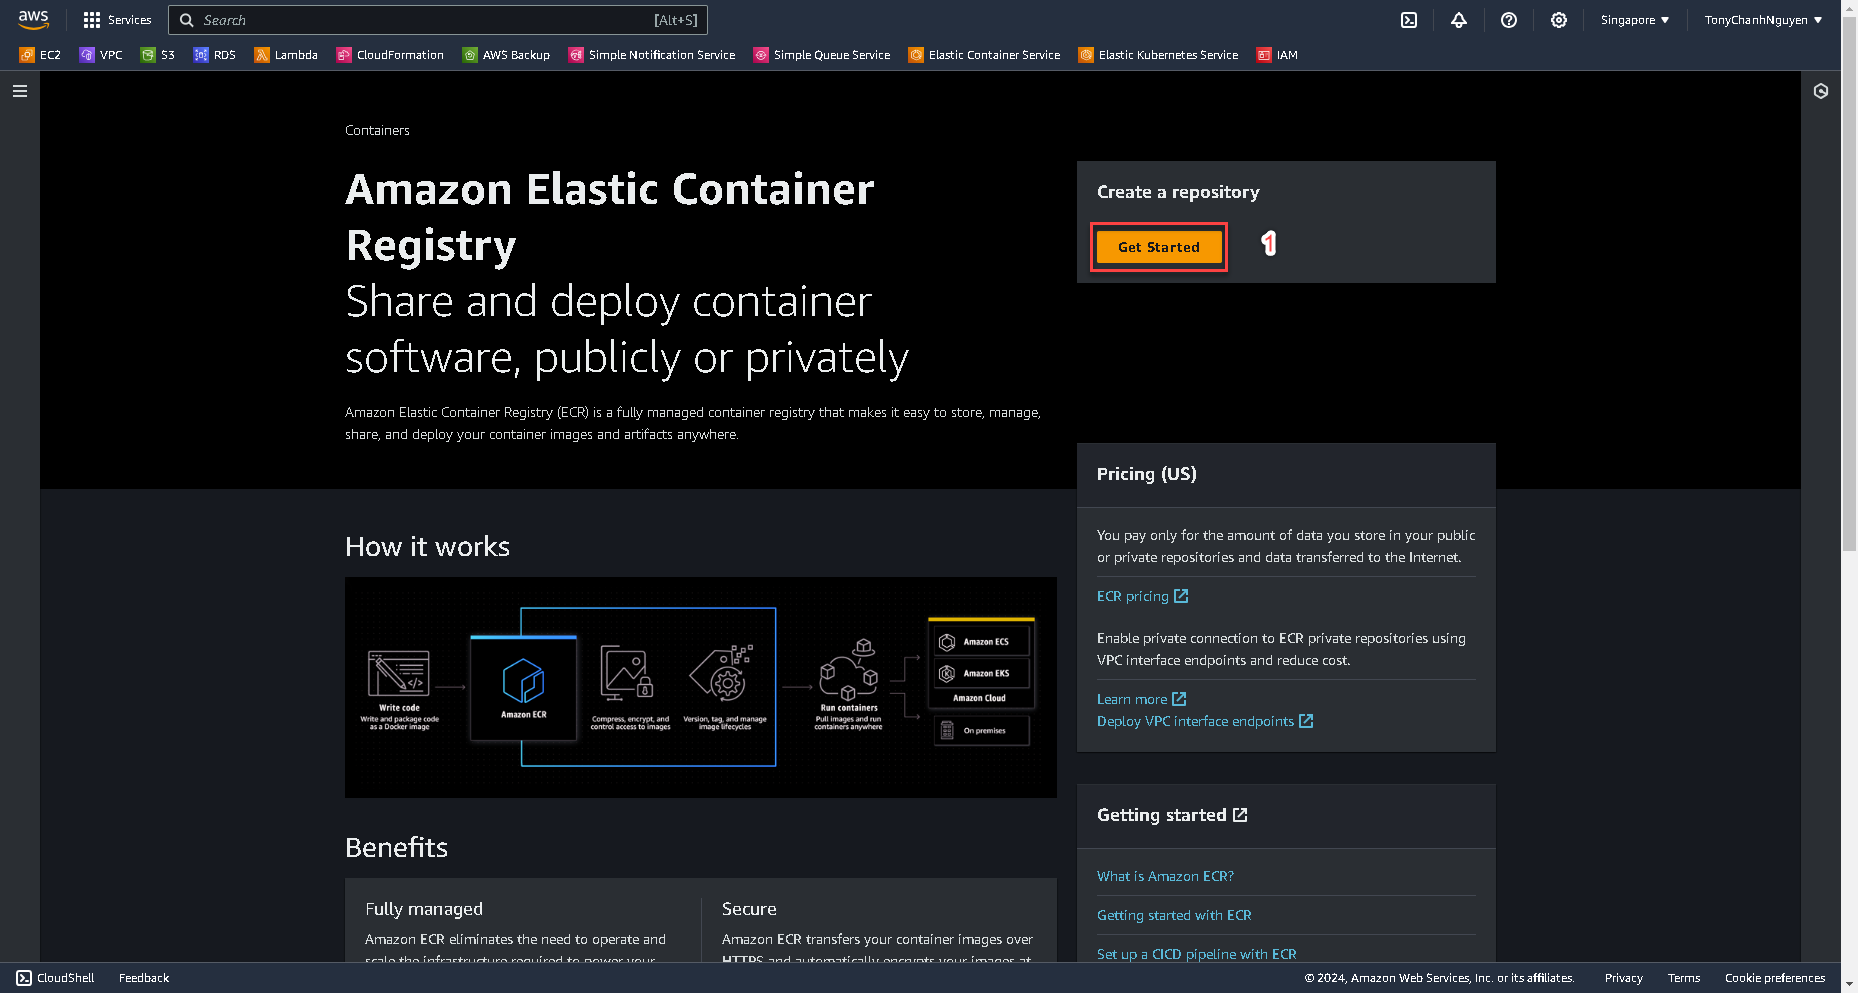 aws
Services
Search
[Alt+S]
Singapore
TonyChanhNguyen
EC2
VPC
S3
RDS
Lambda
CloudFormation
AWS Backup
Simple Notification Service
Simple Queue Service
Elastic Container Service
Elastic Kubernetes Service
IAM
Containers
Amazon Elastic Container
Registry
Share and deploy container
software, publicly or privately
Amazon Elastic Container Registry (ECR) is a fully managed container registry that makes it easy to store, manage,
share, and deploy your container images and artifacts anywhere.
Create a repository
Get Started
1
Pricing (US)
You pay only for the amount of data you store in your public
or private repositories and data transferred to the Internet.
ECR pricing
Enable private connection to ECR private repositories using
VPC interface endpoints and reduce cost.
Learn more
Deploy VPC interface endpoints
How it works
Write code
Write and package code
as a Docker image
Amazon ECR
Compress, encrypt, and
control access to images
Version, tag, and manage
image lifecycles
Run containers
Pull images and run
containers anywhere
Amazon ECS
Amazon EKS
Amazon Cloud
On premises
Getting started
What is Amazon ECR?
Getting started with ECR
Set up a CICD pipeline with ECR
Benefits
Fully managed
Amazon ECR eliminates the need to operate and
scale the infrastructure required to power your
Secure
Amazon ECR transfers your container images over
HTTPS and automatically encrypts your images at
CloudShell
Feedback
© 2024, Amazon Web Services, Inc. or its affiliates.
Privacy
Terms
Cookie preferences